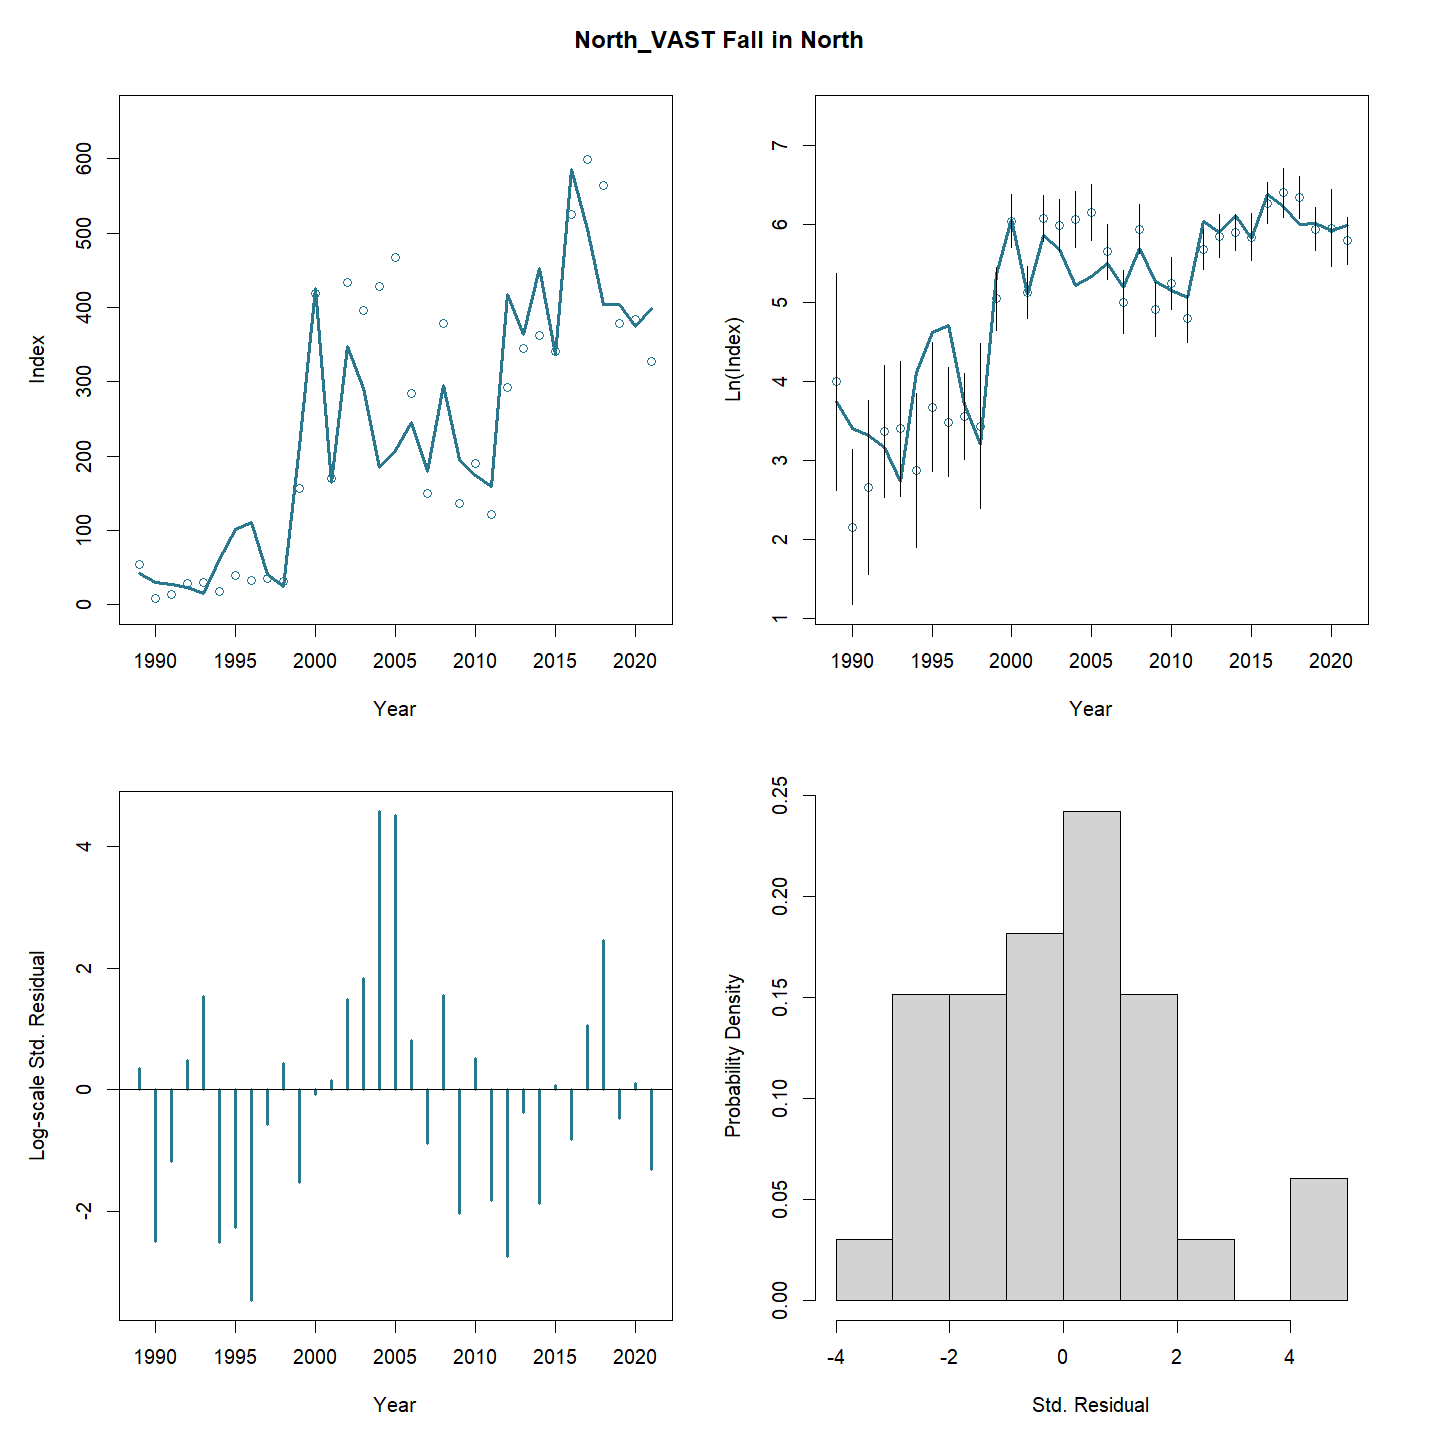 North_VAST Fall in North
600
500
400
300
200
100
0
Index
1990 1995 2000 2005 2010 2015 2020
Year
7
6
5
4
3
2
1
Ln(Index)
1990 1995 2000 2005 2010 2015 2020
Year
4
2
0
-2
Log-scale Std. Residual
1990 1995 2000 2005 2010 2015 2020
Year
0.25
0.20
0.15
0.10
0.05
0.00
Probability Density
-4 -2 0 2 4
Std. Residual